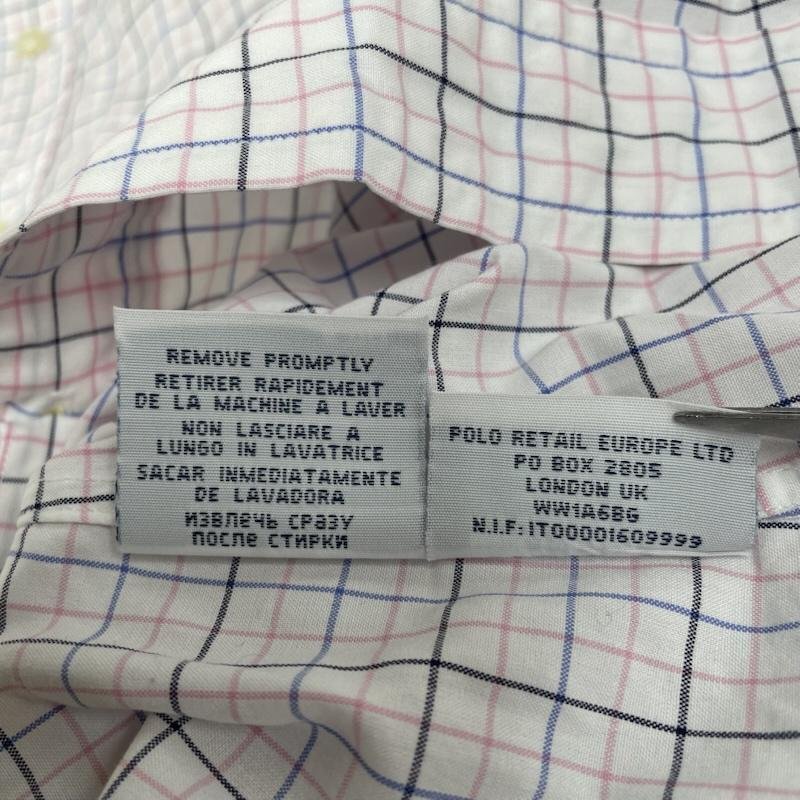 REMOVE PROMPTLY
RETIRER RAPIDEMENT
DE LA MACHINE A LAVER
NON LASCIARE A
LUNGO IN LAVATRICE
SACAR INMEDIATAMENTE
DE LAVADORA
ИЗВЛЕЧЬ СРАЗУ
ПОСЛЕ СТИРКИ
POLO RETAIL EUROPE LTD
PO BOX 2805
LONDON UK
WW1A6BG
N.I.F: IT00001609999